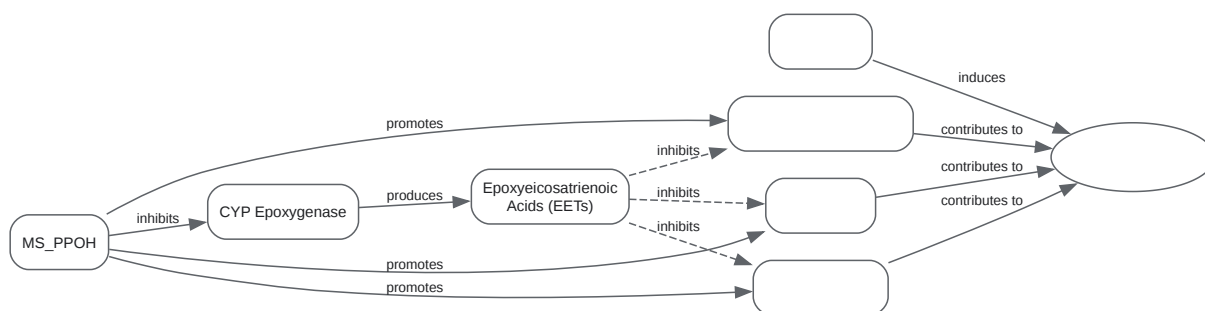 induces
promotes
contributes to
inhibits
contributes to
Epoxyeicosatrienoic
Acids (EETs)
inhibits
produces
CYP Epoxygenase
inhibits
contributes to
inhibits
MS_PPOH
promotes
promotes